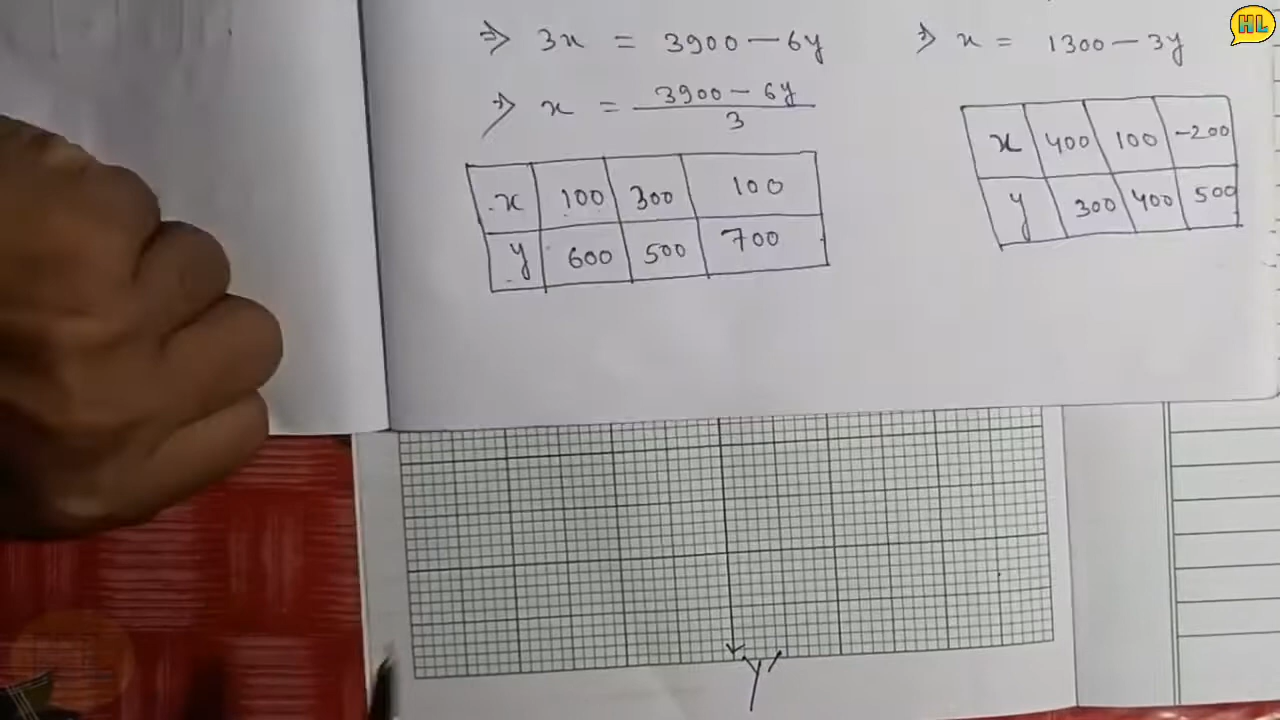 ⇒ 3x = 3900 - 6y
⇒ x = 3900 - 6y / 3
x 100 300 100
y 600 500 700
⇒ x = 1300 - 3y
x 400 100 -200
y 300 400 500
Y'
HL